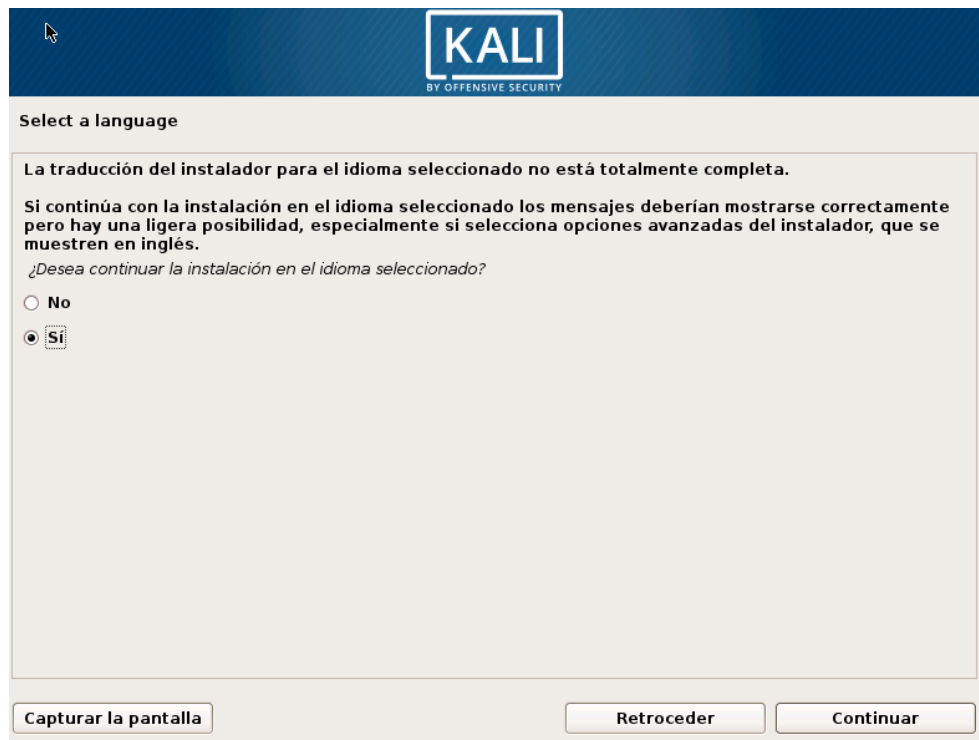 KALI
BY OFFENSIVE SECURITY
Select a language
La traducción del instalador para el idioma seleccionado no está totalmente completa.
Si continúa con la instalación en el idioma seleccionado los mensajes deberían mostrarse correctamente
pero hay una ligera posibilidad, especialmente si selecciona opciones avanzadas del instalador, que se
muestren en inglés.
¿Desea continuar la instalación en el idioma seleccionado?
No
Sí
Capturar la pantalla
Retroceder
Continuar